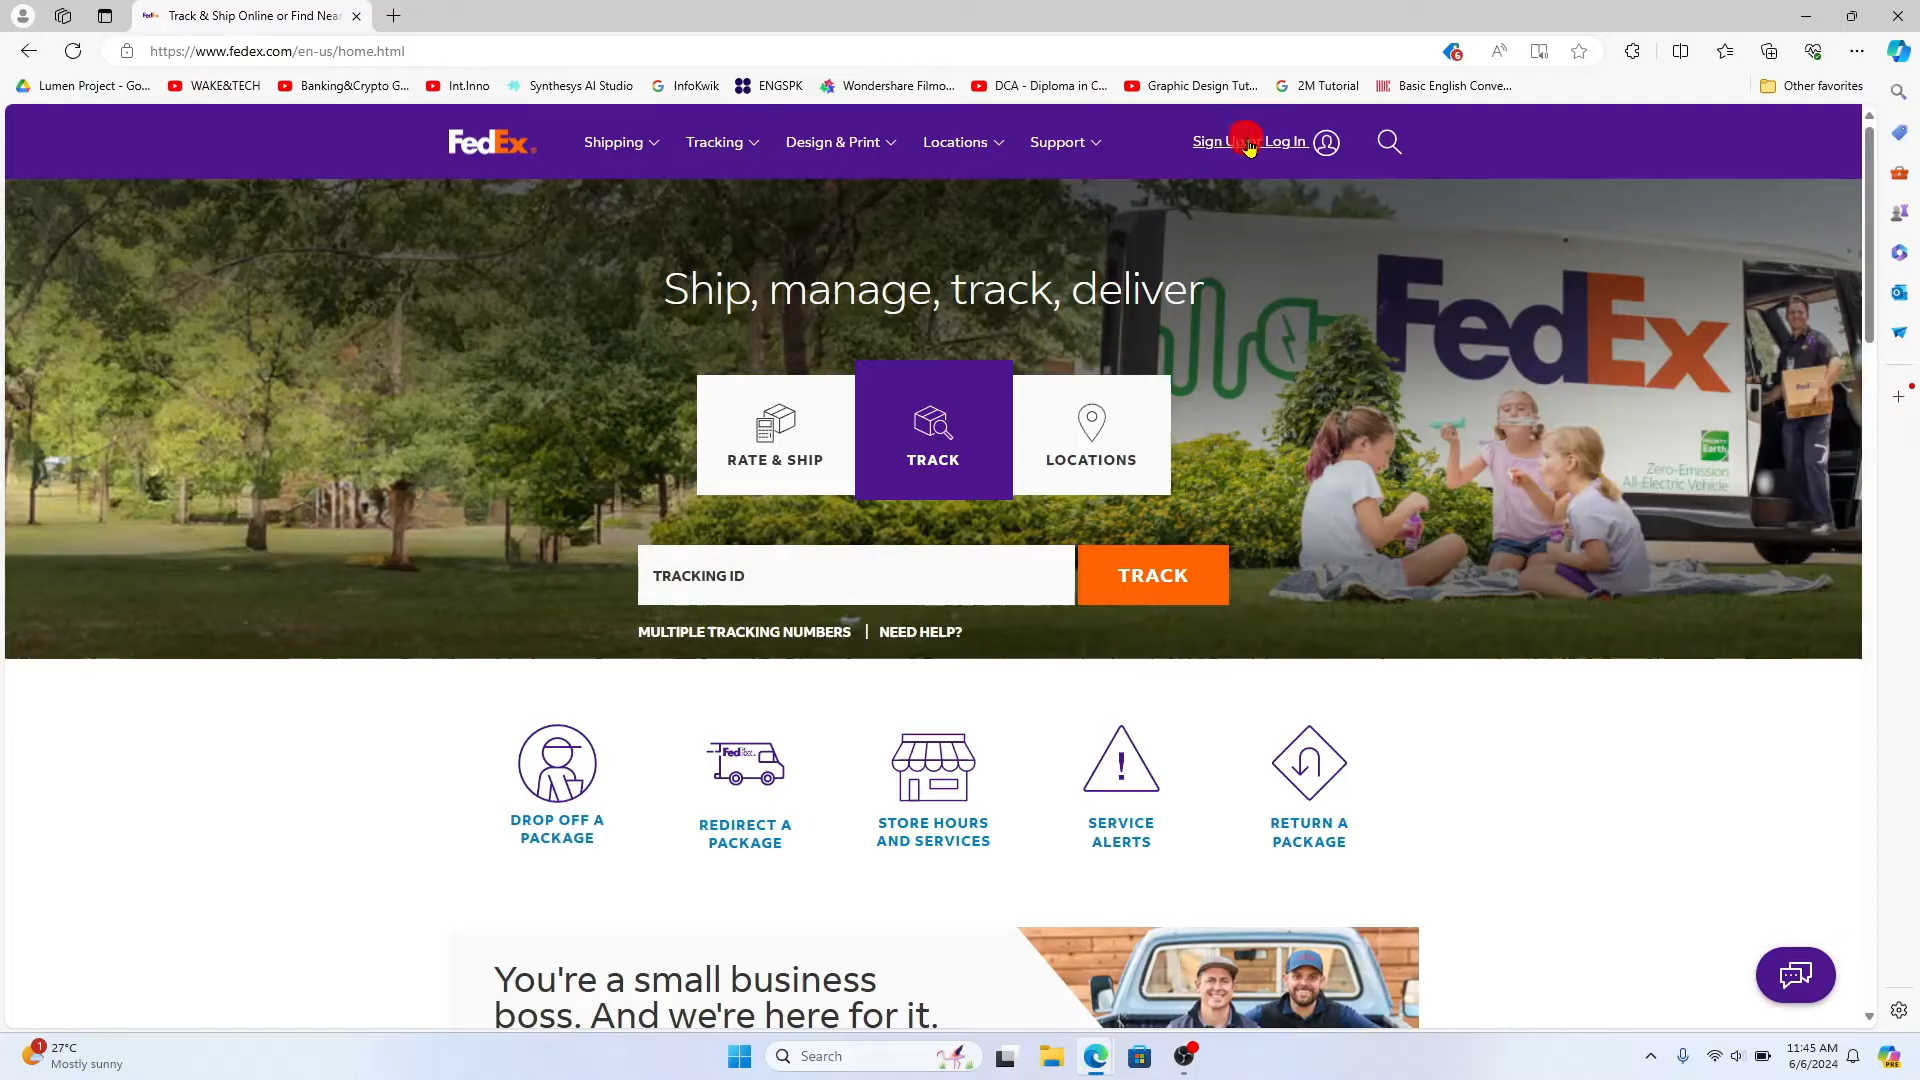 Track & Ship Online or Find Near
https://www.fedex.com/en-us/home.html
Lumen Project - Go...
WAKE&TECH
Banking&Crypto G...
Int.Inno
Synthesys AI Studio
InfoKwik
ENGSPK
Wondershare Filmo...
DCA - Diploma in C...
Graphic Design Tut...
2M Tutorial
Basic English Conve...
Other favorites
FedEx
Shipping
Tracking
Design & Print
Locations
Support
Sign Up or Log In
Ship, manage, track, deliver
FedEx
RATE & SHIP
TRACK
LOCATIONS
Earth
Zero-Emission
All-Electric Vehicle
TRACKING ID
TRACK
MULTIPLE TRACKING NUMBERS | NEED HELP?
FedEx
DROP OFF A
PACKAGE
REDIRECT A
PACKAGE
STORE HOURS
AND SERVICES
SERVICE
ALERTS
RETURN A
PACKAGE
You're a small business
boss. And we're here for it.
1
27°C
Mostly sunny
Search
11:45 AM
6/6/2024